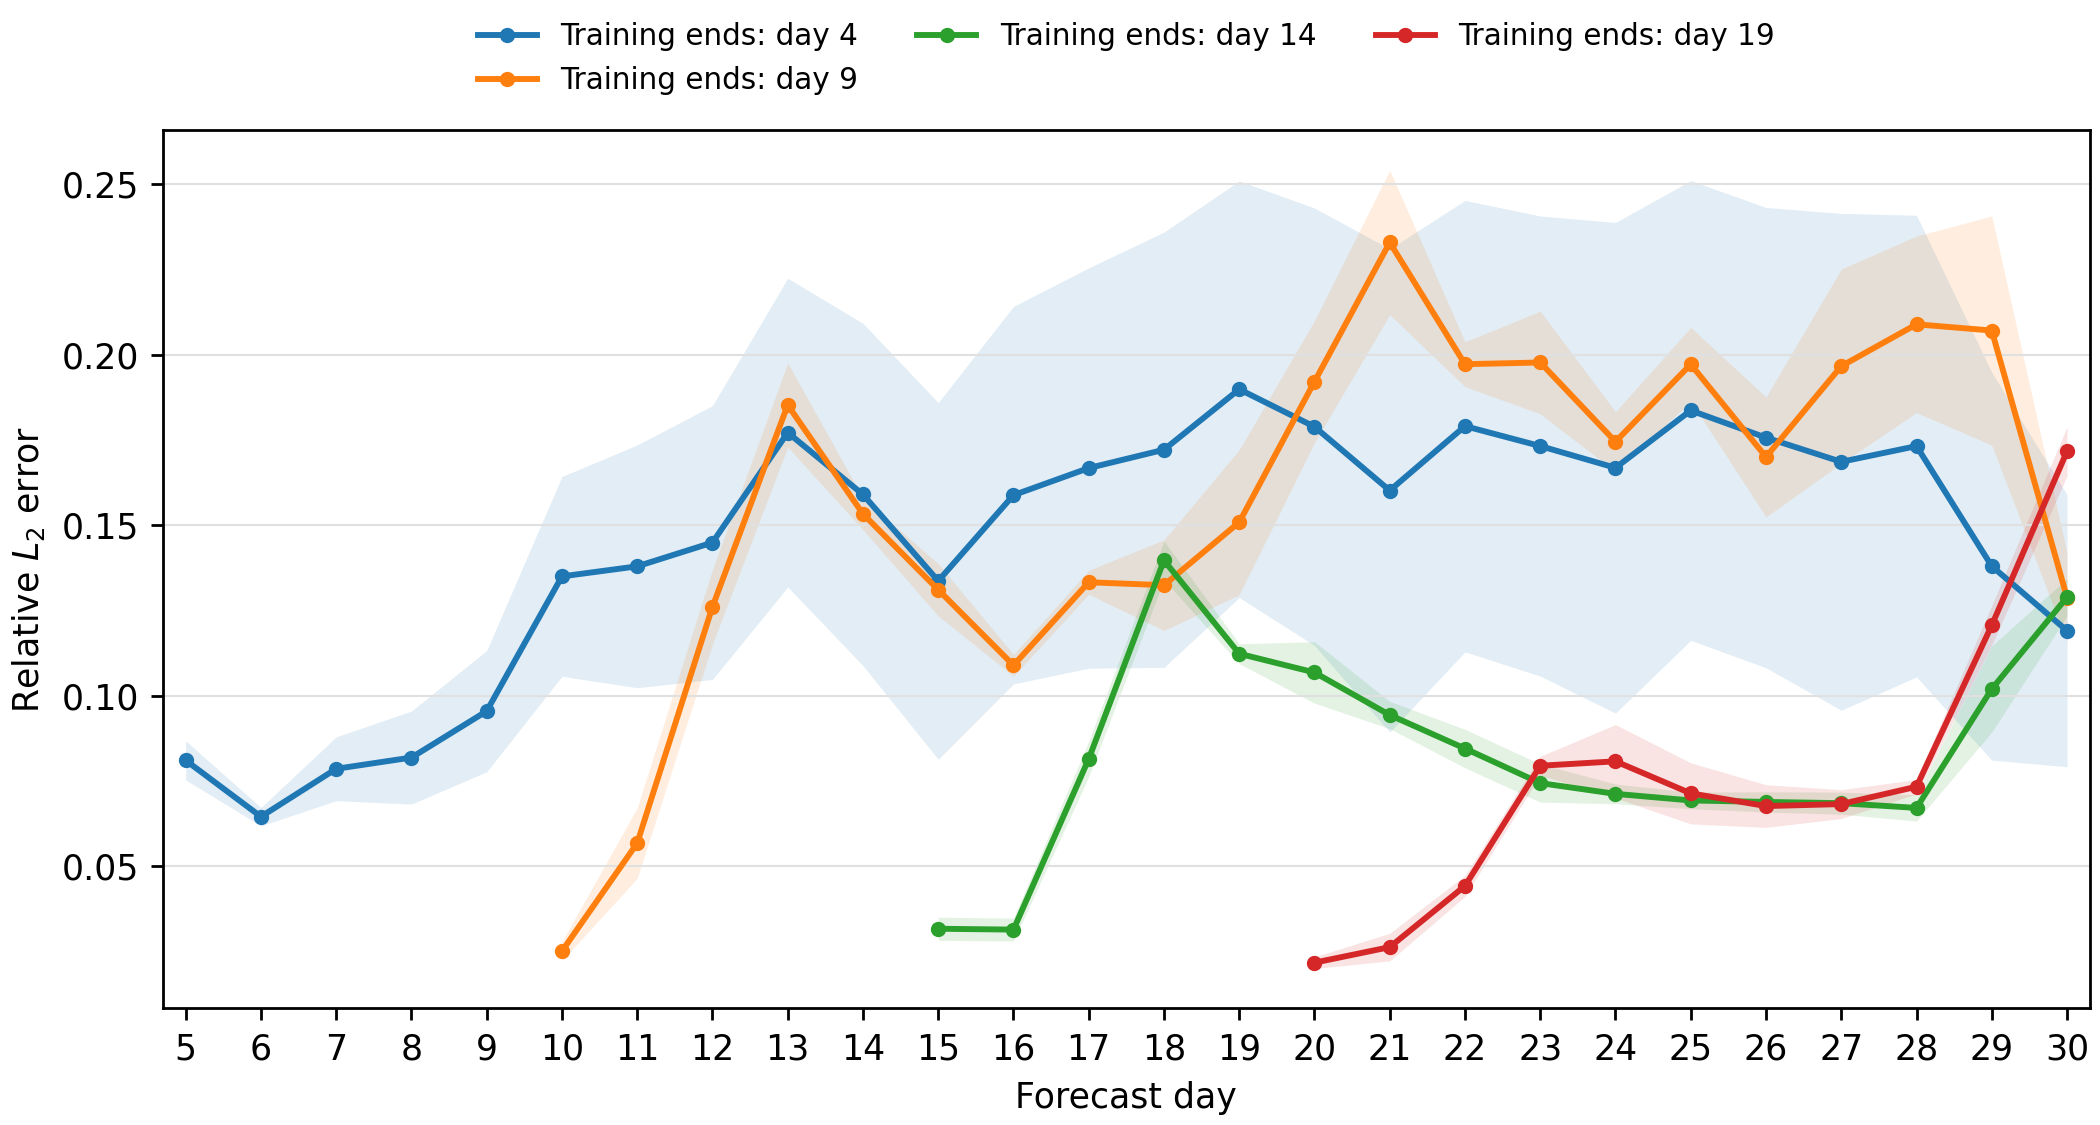 Training ends: day 4
Training ends: day 9
Training ends: day 14
Training ends: day 19
Relative L2 error
0.25
0.20
0.15
0.10
0.05
5 6 7 8 9 10 11 12 13 14 15 16 17 18 19 20 21 22 23 24 25 26 27 28 29 30
Forecast day